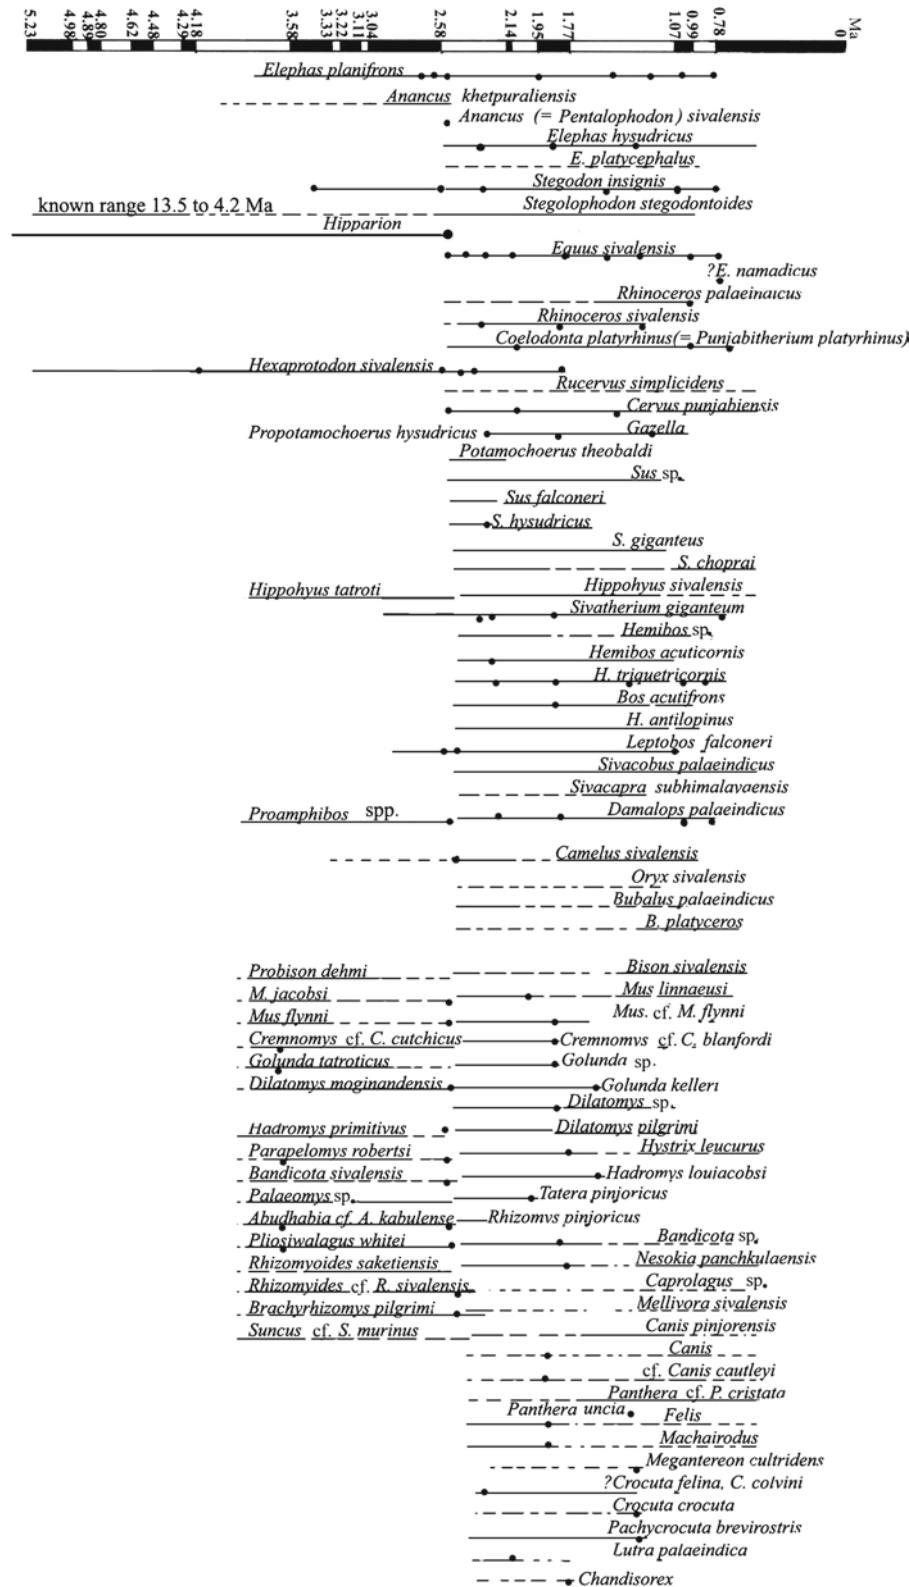 5.23 4.98 4.89 4.80 4.62 4.48 4.29 4.18 3.58 3.33 3.22 3.11 3.04 2.58 2.14 1.95 1.77 1.07 0.99 0.78 0 Ma
Elephas planifrons
Anancus khetpuraliensis
Anancus (= Pentalophodon) sivalensis
Elephas hysudricus
E. platycephalus
Stegodon insignis
known range 13.5 to 4.2 Ma Stegolophodon stegodontoides
Hipparion
Equus sivalensis
?E. namadicus
Rhinoceros palaeindicus
Rhinoceros sivalensis
Coelodonta platyrhinus(= Punjabitherium platyrhinus)
Hexaprotodon sivalensis
Rucervus simplicidens
Cervus punjabiensis
Propotamochoerus hysudricus Gazella
Potamochoerus theobaldi
Sus sp.
Sus falconeri
S. hysudricus
S. giganteus
S. choprai
Hippohyus tatroti Hippohyus sivalensis
Sivatherium giganteum
Hemibos sp.
Hemibos acuticornis
H. triquetricornis
Bos acutifrons
H. antilopinus
Leptobos falconeri
Sivacobus palaeindicus
Sivacapra subhimalayaensis
Proamphibos spp. Damalops palaeindicus
Camelus sivalensis
Oryx sivalensis
Bubalus palaeindicus
B. platyceros
Probison dehmi Bison sivalensis
M. jacobsi Mus linnaeusi
Mus flynni Mus. cf. M. flynni
Cremnomys cf. C. cutchicus Cremnomys cf. C. blanfordi
Golunda tatroticus Golunda sp.
Dilatomys moginandensis Golunda kelleri
Dilatomys sp.
Hadromys primitivus Dilatomys pilgrimi
Parapelomys robertsi Hystrix leucurus
Bandicota sivalensis Hadromys louiacobsi
Palaeomys sp. Tatera pinjoricus
Abudhabia cf. A. kabulense Rhizomys pinjoricus
Pliosiwalagus whitei Bandicota sp.
Rhizomyoides saketiensis Nesokia panchkulaensis
Rhizomyides cf. R. sivalensis Caprolagus sp.
Brachyrhizomys pilgrimi Mellivora sivalensis
Suncus cf. S. murinus Canis pinjorensis
Canis
cf. Canis cautleyi
Panthera cf. P. cristata
Panthera uncia Felis
Machairodus
Megantereon cultridens
?Crocuta felina, C. colvini
Crocuta crocuta
Pachycrocuta brevirostris
Lutra palaeindica
Chandisorex